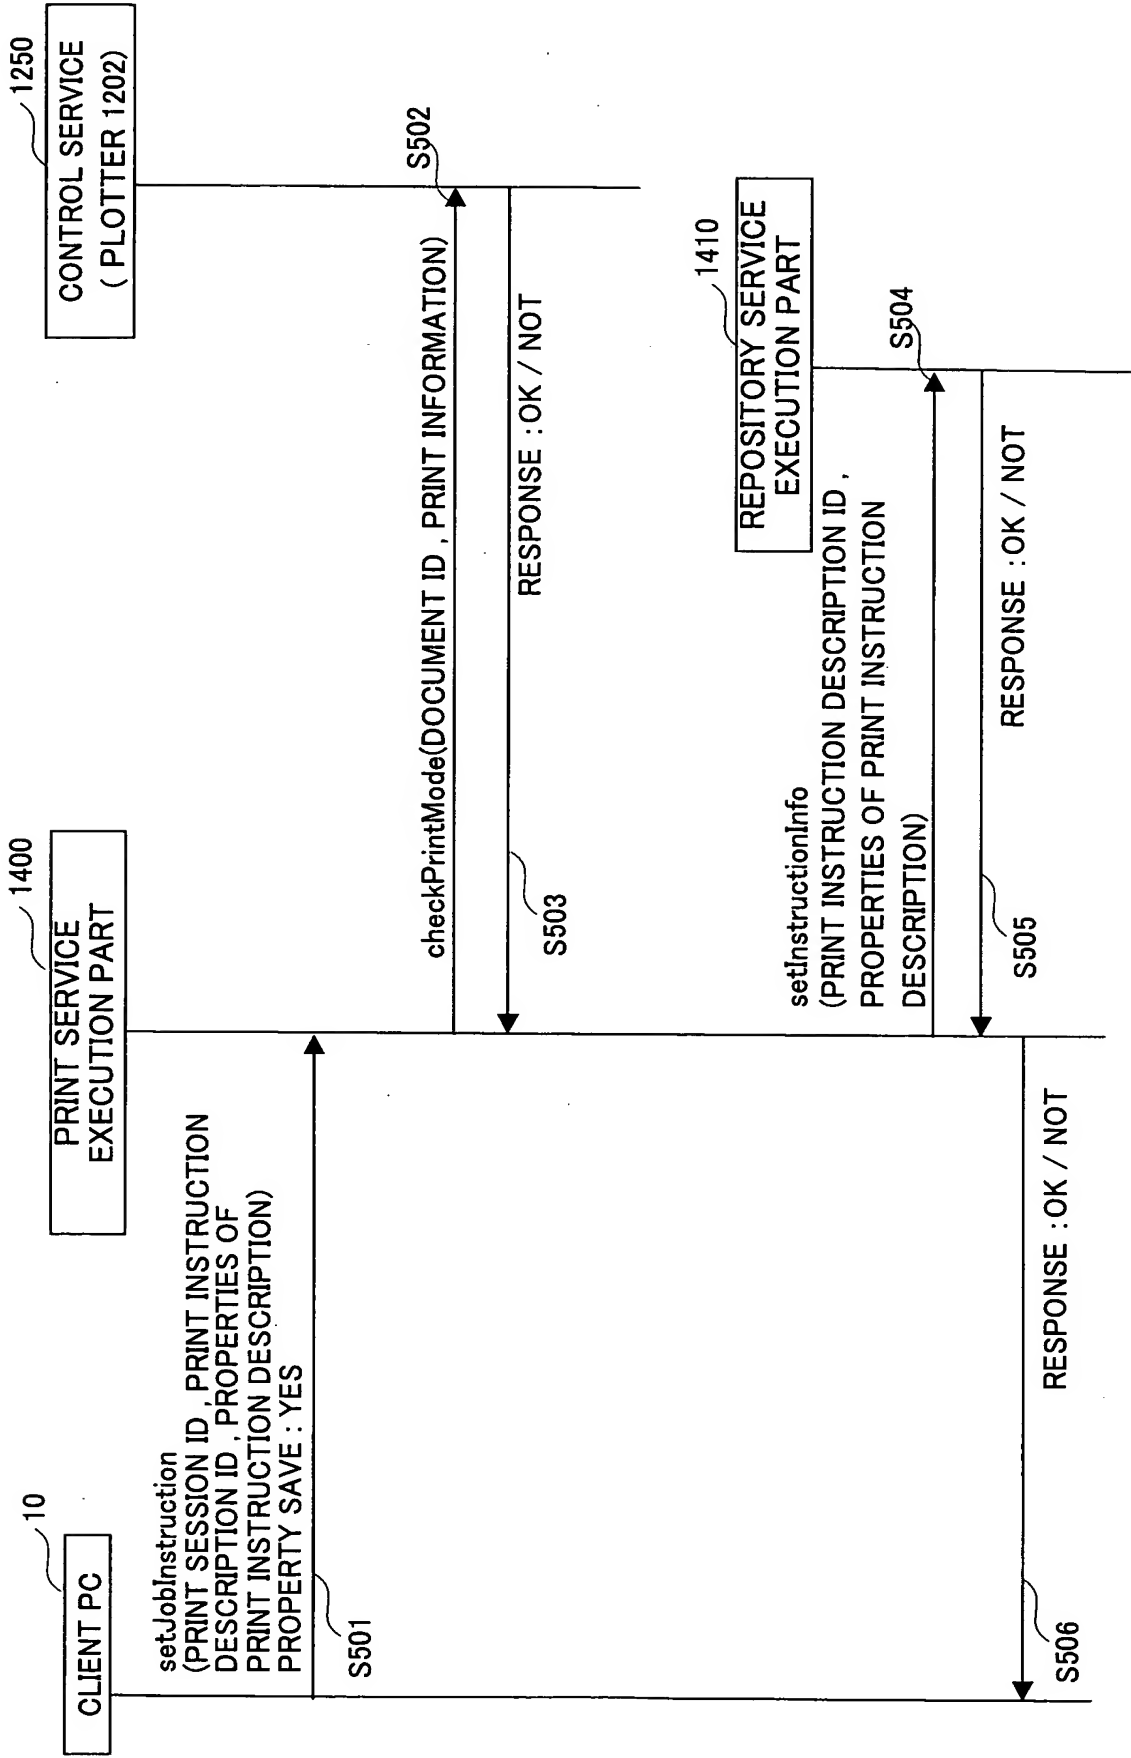 10
CLIENT PC
1400
PRINT SERVICE
EXECUTION PART
1250
CONTROL SERVICE
( PLOTTER 1202)
setJobInstruction
(PRINT SESSION ID , PRINT INSTRUCTION
DESCRIPTION ID , PROPERTIES OF
PRINT INSTRUCTION DESCRIPTION)
PROPERTY SAVE : YES
S501
checkPrintMode(DOCUMENT ID , PRINT INFORMATION)
S502
RESPONSE : OK / NOT
S503
1410
REPOSITORY SERVICE
EXECUTION PART
setInstructionInfo
(PRINT INSTRUCTION DESCRIPTION ID ,
PROPERTIES OF PRINT INSTRUCTION
DESCRIPTION)
S504
RESPONSE : OK / NOT
S505
RESPONSE : OK / NOT
S506